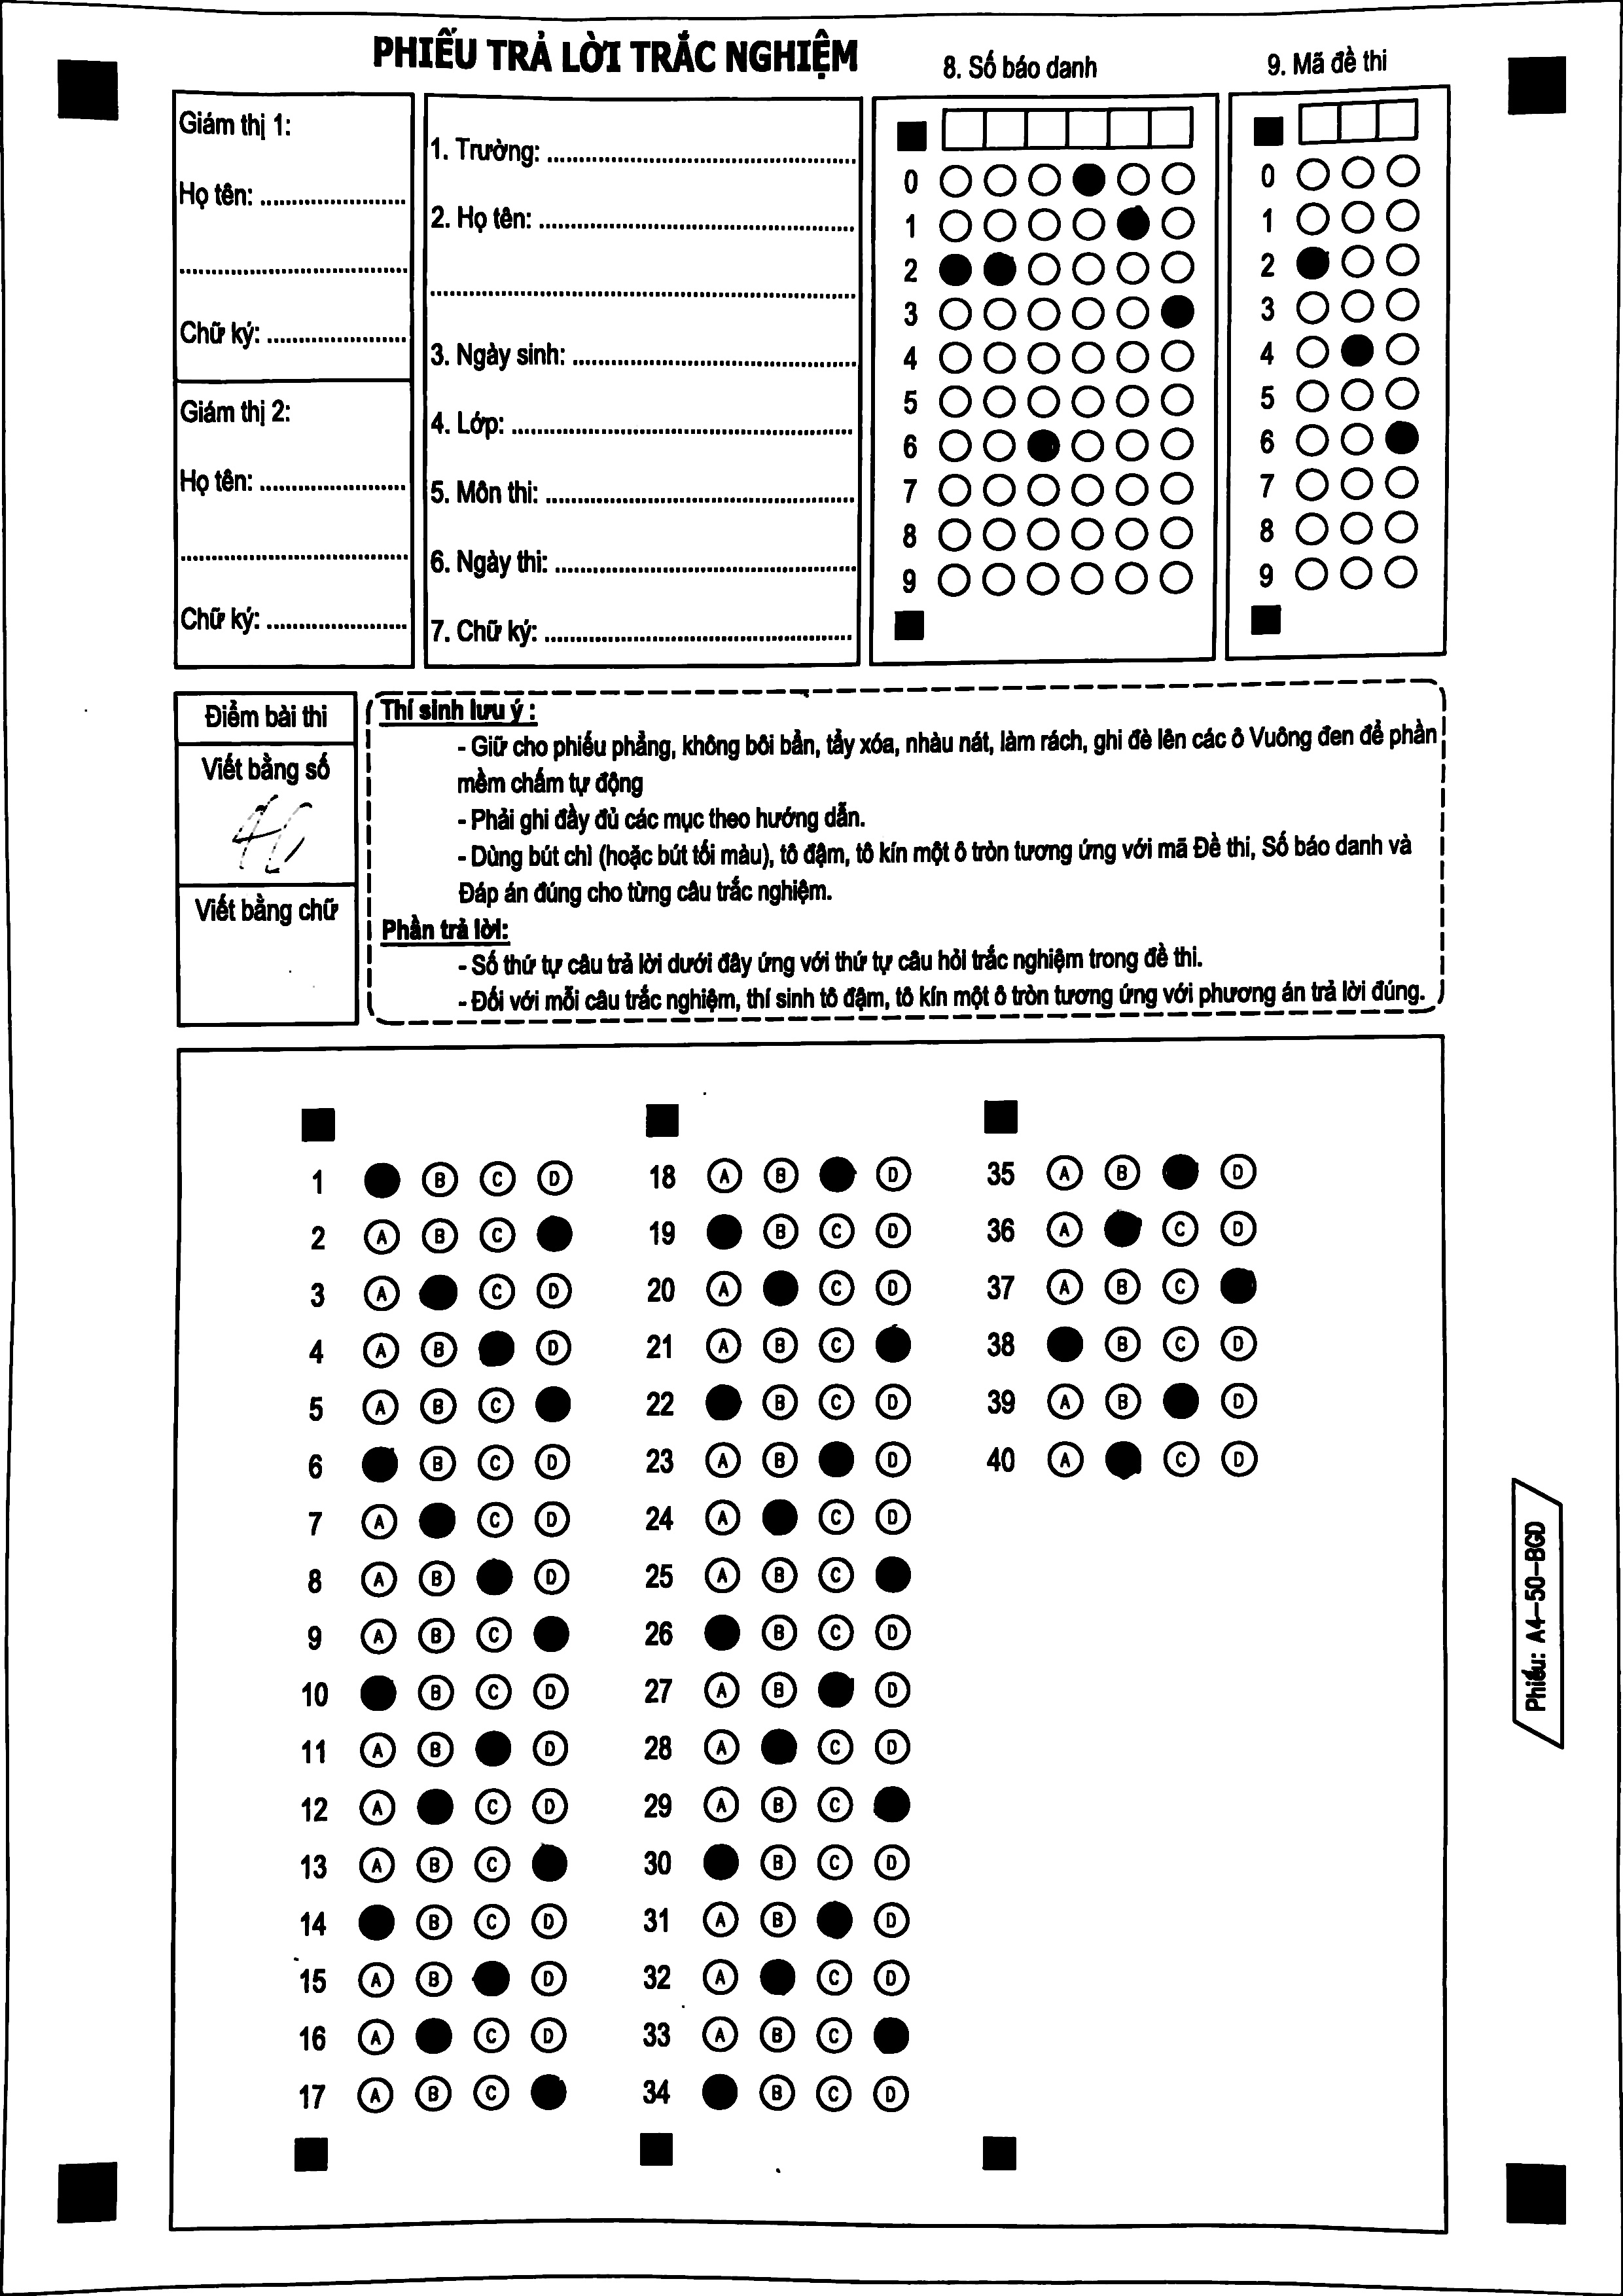 PHIẾU TRẢ LỜI TRẮC NGHIỆM
8. Số báo danh
9. Mã đề thi
Giám thị 1:
Họ tên: ........................
........................................
Chữ ký: ........................
Giám thị 2:
Họ tên: ........................
........................................
Chữ ký: ........................
1. Trường: ........................
2. Họ tên: ........................
........................................
3. Ngày sinh: ........................
4. Lớp: ........................
5. Môn thi: ........................
6. Ngày thi: ........................
7. Chữ ký: ........................
0 0
1 1
2 2
3 3
4 4
5 5
6 6
7 7
8 8
9 9
Điểm bài thi
Viết bằng số
Viết bằng chữ
Thí sinh lưu ý :
- Giữ cho phiếu phẳng, không bôi bẩn, tẩy xóa, nhàu nát, làm rách, ghi đè lên các ô Vuông đen để phần
mềm chấm tự động
- Phải ghi đầy đủ các mục theo hướng dẫn.
- Dùng bút chì (hoặc bút tối màu), tô đậm, tô kín một ô tròn tương ứng với mã Đề thi, Số báo danh và
Đáp án đúng cho từng câu trắc nghiệm.
Phần trả lời:
- Số thứ tự câu trả lời dưới đây ứng với thứ tự câu hỏi trắc nghiệm trong đề thi.
- Đối với mỗi câu trắc nghiệm, thí sinh tô đậm, tô kín một ô tròn tương ứng với phương án trả lời đúng.
1 B C D
2 A B C
3 A C D
4 A B D
5 A B C
6 B C D
7 A C D
8 A B D
9 A B C
10 B C D
11 A B D
12 A C D
13 A B C
14 B C D
15 A B D
16 A C D
17 A B C
18 A B D
19 B C D
20 A C D
21 A B C
22 B C D
23 A B D
24 A C D
25 A B C
26 B C D
27 A B D
28 A C D
29 A B C
30 B C D
31 A B D
32 A C D
33 A B C
34 B C D
35 A B D
36 A C D
37 A B C
38 B C D
39 A B D
40 A C D
Phiếu: A4-50-BGD